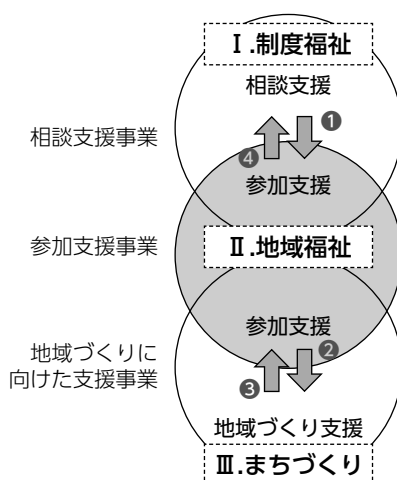 Ⅰ.制度福祉
相談支援
❶
相談支援事業
❹
参加支援
参加支援事業
Ⅱ.地域福祉
参加支援
地域づくりに
向けた支援事業
❷
❸
地域づくり支援
Ⅲ.まちづくり